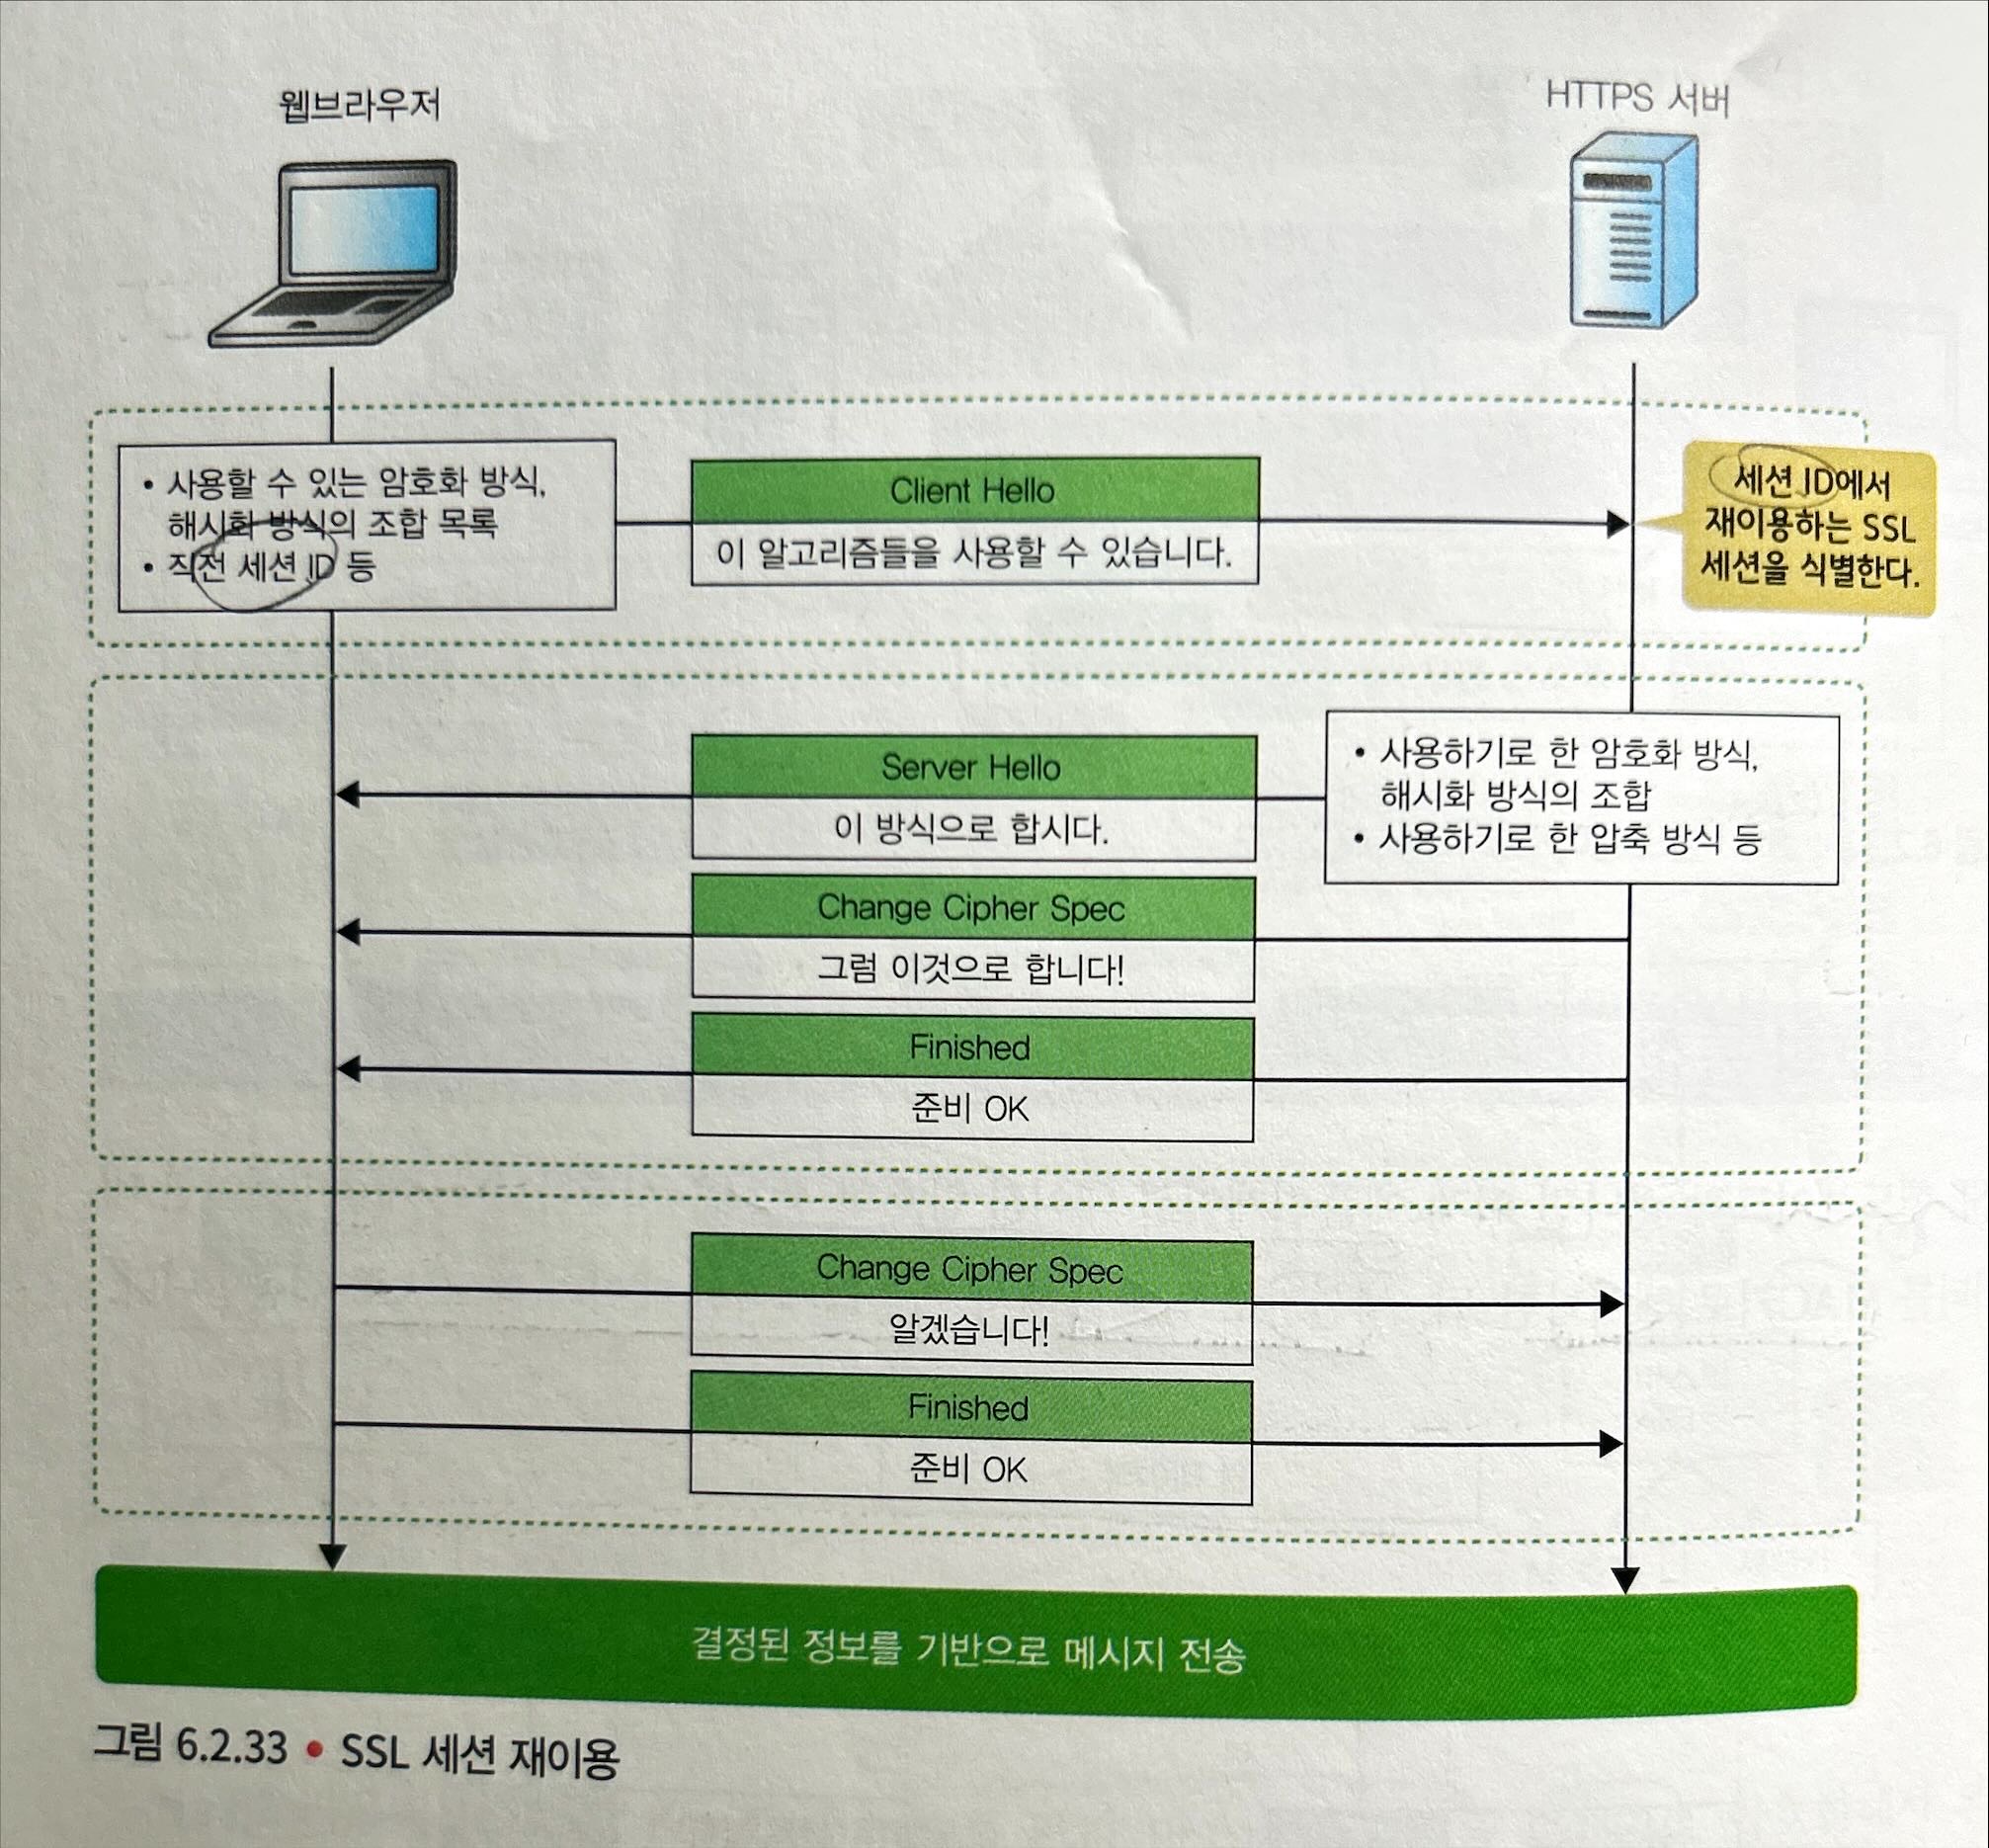 웹브라우저
HTTPS 서버
• 사용할 수 있는 암호화 방식,
해시화 방식의 조합 목록
• 직전 세션 ID 등
Client Hello
이 알고리즘들을 사용할 수 있습니다.
세션 ID에서
재이용하는 SSL
세션을 식별한다.
Server Hello
이 방식으로 합시다.
• 사용하기로 한 암호화 방식,
해시화 방식의 조합
• 사용하기로 한 압축 방식 등
Change Cipher Spec
그럼 이것으로 합니다!
Finished
준비 OK
Change Cipher Spec
알겠습니다!
Finished
준비 OK
결정된 정보를 기반으로 메시지 전송
그림 6.2.33 • SSL 세션 재이용